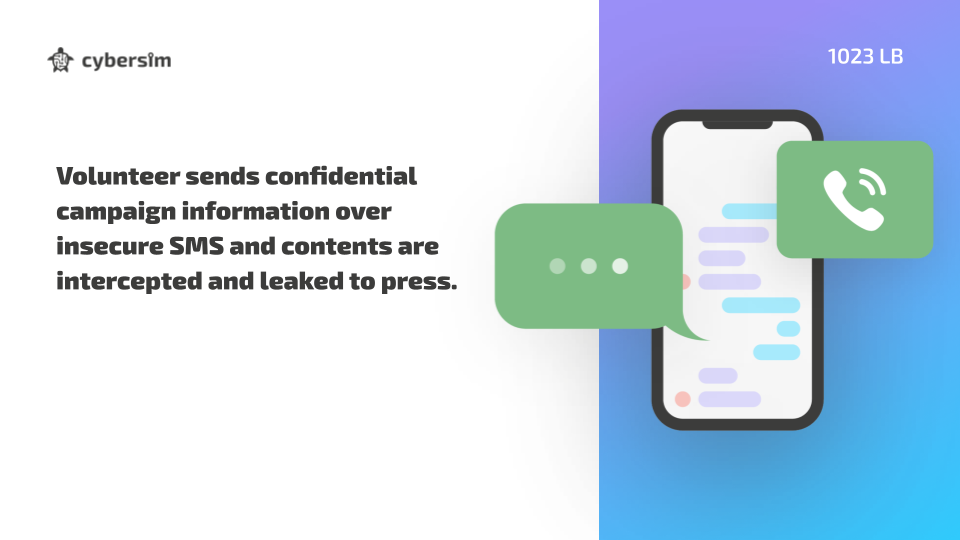 cybersim
1023 LB
Volunteer sends confidential
campaign information over
insecure SMS and contents are
intercepted and leaked to press.